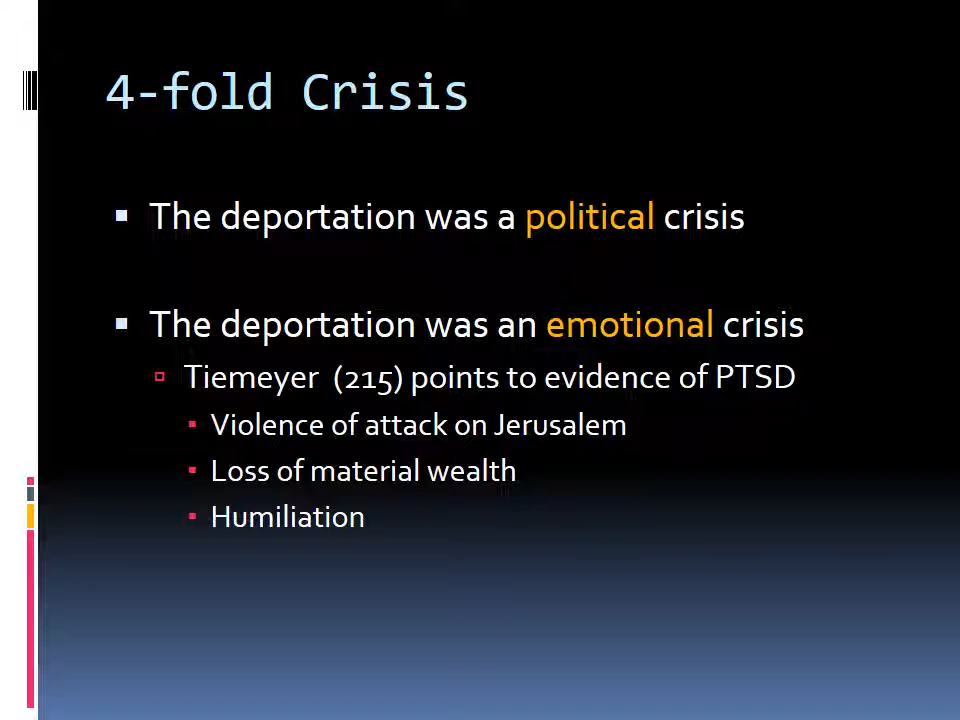 4-fold Crisis
The deportation was a political crisis
The deportation was an emotional crisis
Tiemeyer (215) points to evidence of PTSD
Violence of attack on Jerusalem
Loss of material wealth
Humiliation